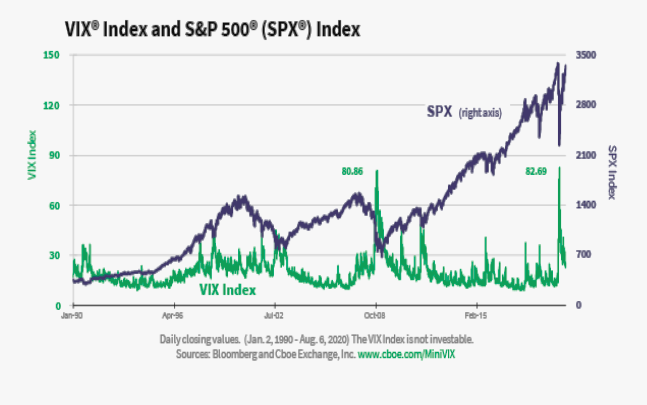 VIX® Index and S&P 500® (SPX®) Index
150
120
90
60
30
0
VIX Index
3500
2800
2100
1400
700
0
SPX Index
SPX (right axis)
80.86
82.69
VIX Index
Jan-90
Apr-96
Jul-02
Oct-08
Feb-15
Daily closing values. (Jan. 2, 1990 - Aug. 6, 2020) The VIX Index is not investable.
Sources: Bloomberg and Cboe Exchange, Inc. www.cboe.com/MiniVIX